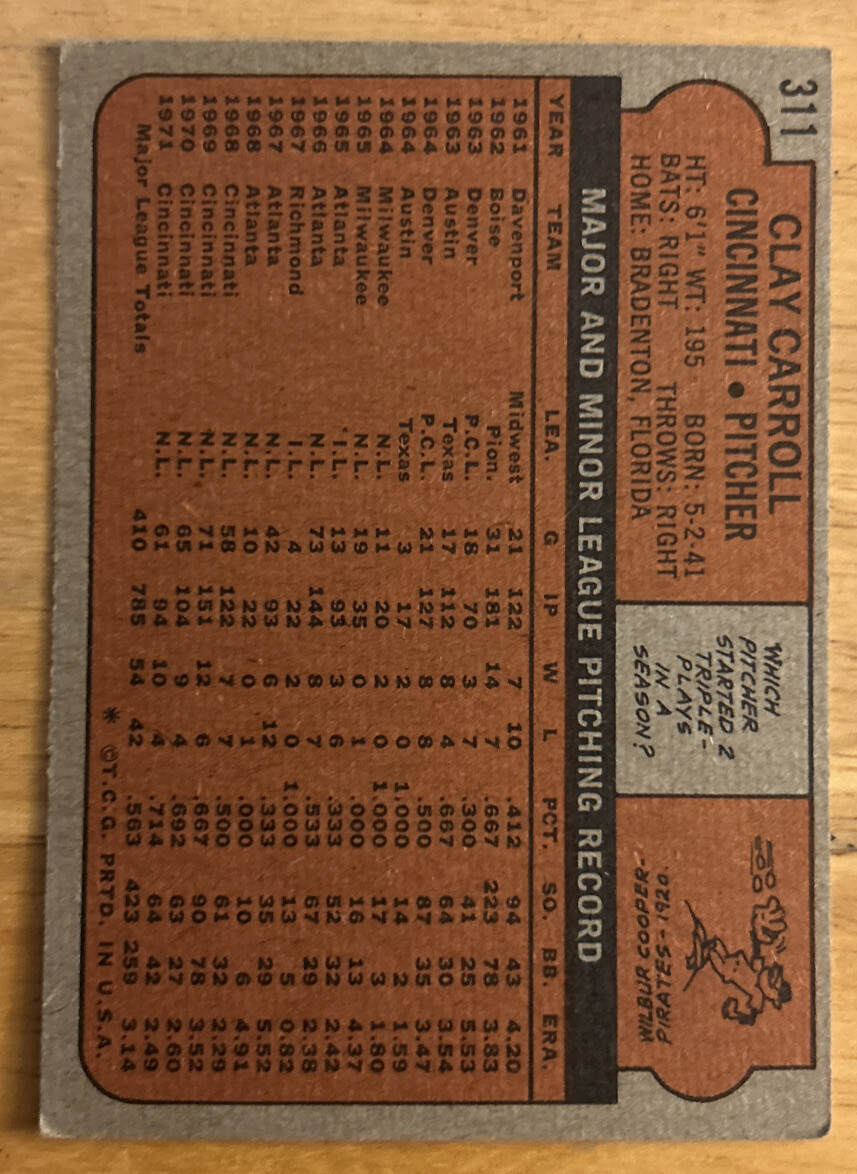 311
CLAY CARROLL
CINCINNATI • PITCHER
HT: 6'1" WT: 195 BORN: 5-2-41
BATS: RIGHT THROWS: RIGHT
HOME: BRADENTON, FLORIDA
WHICH
PITCHER
STARTED 2
TRIPLE-
PLAYS
IN A
SEASON?
WILBUR COOPER-
PIRATES-1920.
MAJOR AND MINOR LEAGUE PITCHING RECORD
YEAR TEAM LEA. G IP W L PCT. SO. BB. ERA.
1961 Davenport Midwest 21 122 7 10 .412 94 43 4.20
1962 Boise Pion. 31 181 14 7 .667 223 78 3.83
1963 Denver P.C.L. 18 70 3 7 .300 41 25 5.53
1963 Austin Texas 17 112 8 4 .667 64 30 3.54
1964 Denver P.C.L. 21 127 8 8 .500 87 35 3.47
1964 Austin Texas 3 17 2 0 1.000 14 2 1.59
1964 Milwaukee N.L. 11 20 2 0 1.000 17 3 1.80
1965 Milwaukee N.L. 19 35 0 1 .000 16 13 4.37
1965 Atlanta I.L. 13 93 3 6 .333 52 32 2.42
1966 Atlanta N.L. 73 144 8 7 .533 67 29 2.38
1967 Richmond I.L. 4 22 2 0 1.000 13 5 0.82
1967 Atlanta N.L. 42 93 6 12 .333 35 29 5.52
1968 Atlanta N.L. 10 22 0 1 .000 10 6 4.91
1968 Cincinnati N.L. 58 122 7 7 .500 61 32 2.29
1969 Cincinnati N.L. 71 151 12 6 .667 90 78 3.52
1970 Cincinnati N.L. 65 104 9 4 .692 63 27 2.60
1971 Cincinnati N.L. 61 94 10 4 .714 64 42 2.49
Major League Totals 410 785 54 42 .563 423 259 3.14
* ©T.C.G. PRTD. IN U.S.A.